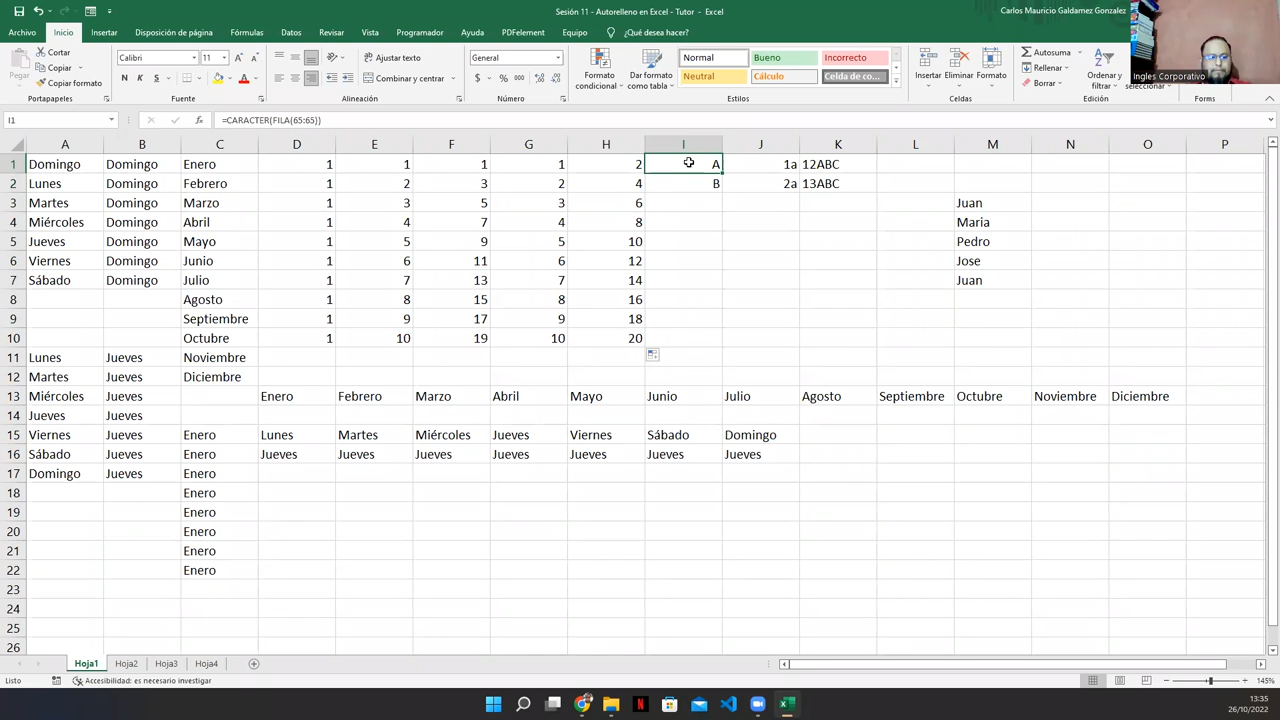 Sesión 11 - Autorelleno en Excel - Tutor - Excel
Carlos Mauricio Galdamez Gonzalez
Archivo Inicio Insertar Disposición de página Fórmulas Datos Revisar Vista Programador Ayuda PDFelement Equipo ¿Qué desea hacer?
Pegar
Cortar
Copiar
Copiar formato
Calibri 11
N K S
Ajustar texto
Combinar y centrar
General
$ % 000
Formato condicional
Dar formato como tabla
Normal Bueno Incorrecto
Neutral Cálculo Celda de co...
Insertar Eliminar Formato
Autosuma
Rellenar
Borrar
Ordenar y filtrar
seleccionar
Ingles Corporativo
Portapapeles Fuente Alineación Número Estilos Celdas Edición Forms
I1 fx =CARACTER(FILA(65:65))
A B C D E F G H I J K L M N O P
1 Domingo Domingo Enero 1 1 1 1 2 A 1a 12ABC
2 Lunes Domingo Febrero 1 2 3 2 4 B 2a 13ABC
3 Martes Domingo Marzo 1 3 5 3 6 Juan
4 Miércoles Domingo Abril 1 4 7 4 8 Maria
5 Jueves Domingo Mayo 1 5 9 5 10 Pedro
6 Viernes Domingo Junio 1 6 11 6 12 Jose
7 Sábado Domingo Julio 1 7 13 7 14 Juan
8 Agosto 1 8 15 8 16
9 Septiembre 1 9 17 9 18
10 Octubre 1 10 19 10 20
11 Lunes Jueves Noviembre
12 Martes Jueves Diciembre
13 Miércoles Jueves Enero Febrero Marzo Abril Mayo Junio Julio Agosto Septiembre Octubre Noviembre Diciembre
14 Jueves Jueves
15 Viernes Jueves Enero Lunes Martes Miércoles Jueves Viernes Sábado Domingo
16 Sábado Jueves Enero Jueves Jueves Jueves Jueves Jueves Jueves Jueves
17 Domingo Jueves Enero
18 Enero
19 Enero
20 Enero
21 Enero
22 Enero
23
24
25
26
Hoja1 Hoja2 Hoja3 Hoja4
Listo Accesibilidad: es necesario investigar 145%
13:35
26/10/2022